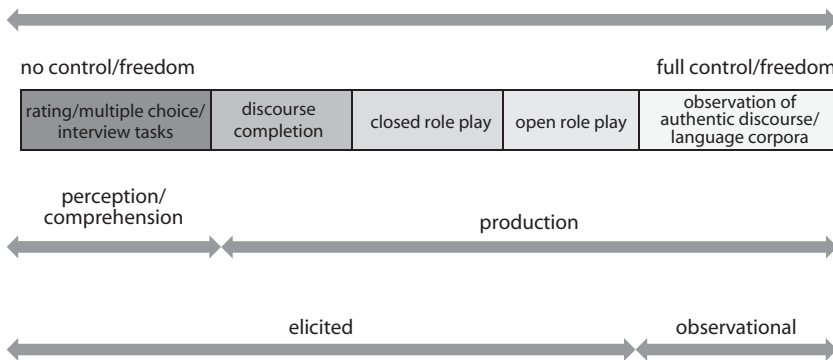 no control/freedom full control/freedom
rating/multiple choice/
interview tasks
discourse
completion
closed role play
open role play
observation of
authentic discourse/
language corpora
perception/
comprehension
production
elicited
observational